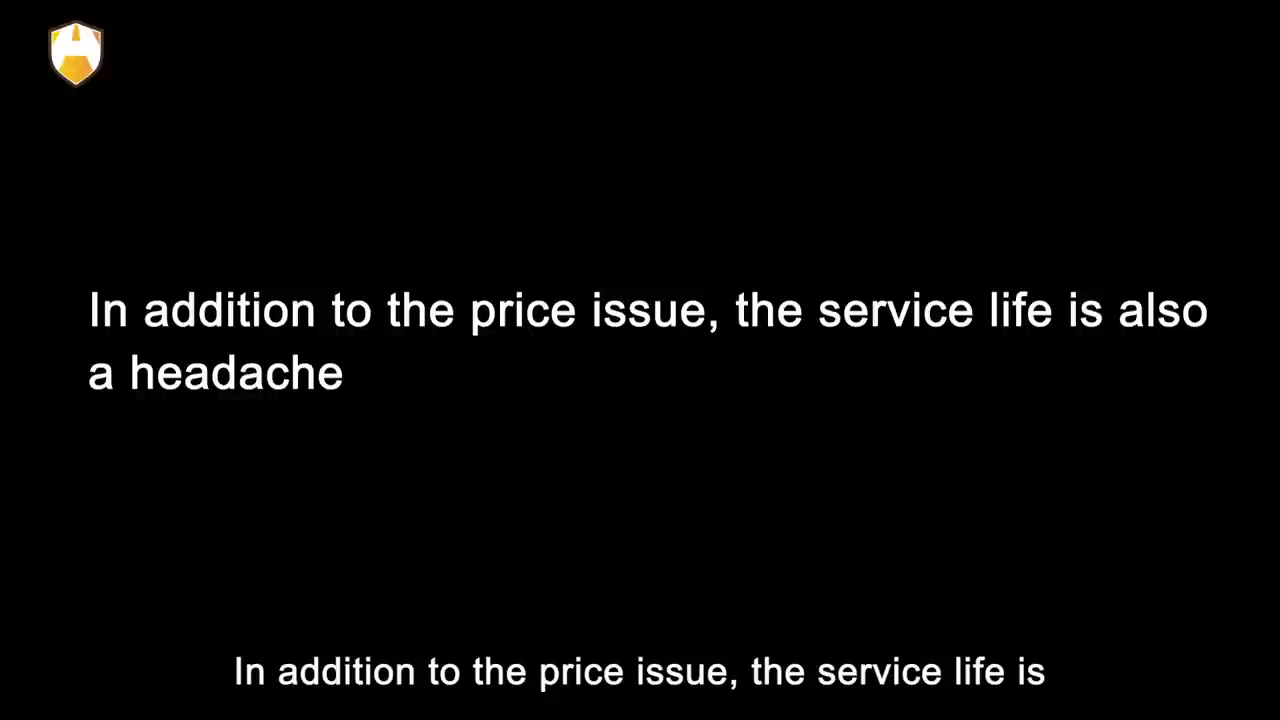 In addition to the price issue, the service life is also
a headache
In addition to the price issue, the service life is